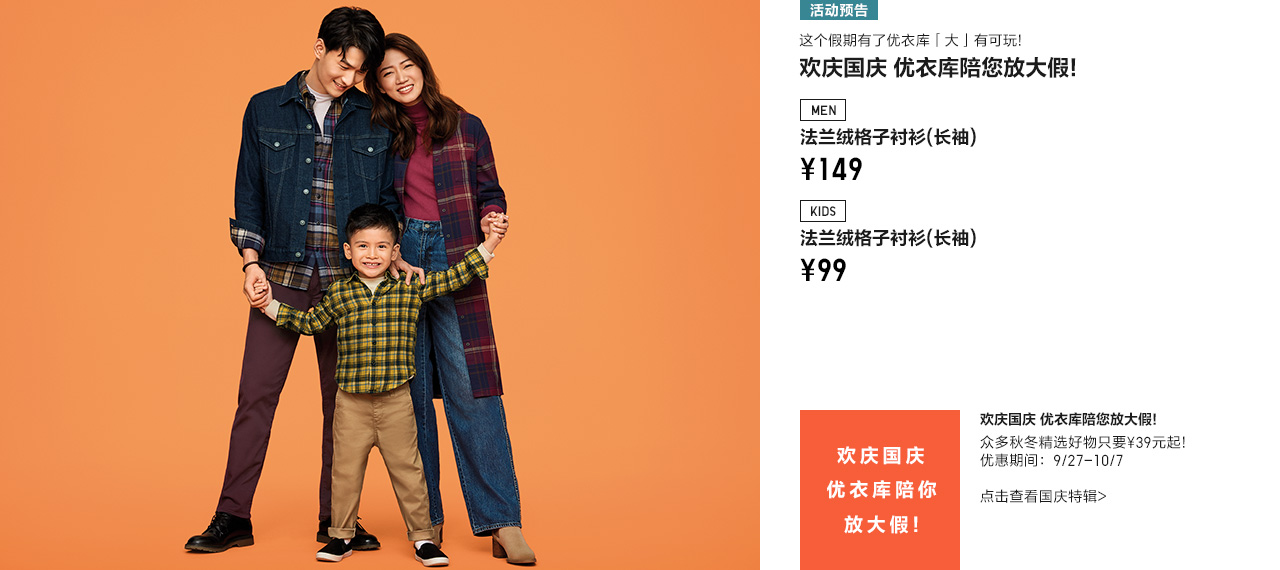 活动预告
这个假期有了优衣库「大」有可玩!
欢庆国庆 优衣库陪您放大假!
MEN
法兰绒格子衬衫(长袖)
¥149
KIDS
法兰绒格子衬衫(长袖)
¥99
欢庆国庆
优衣库陪你
放大假!
欢庆国庆 优衣库陪您放大假!
众多秋冬精选好物只要¥39元起!
优惠期间：9/27-10/7
点击查看国庆特辑>